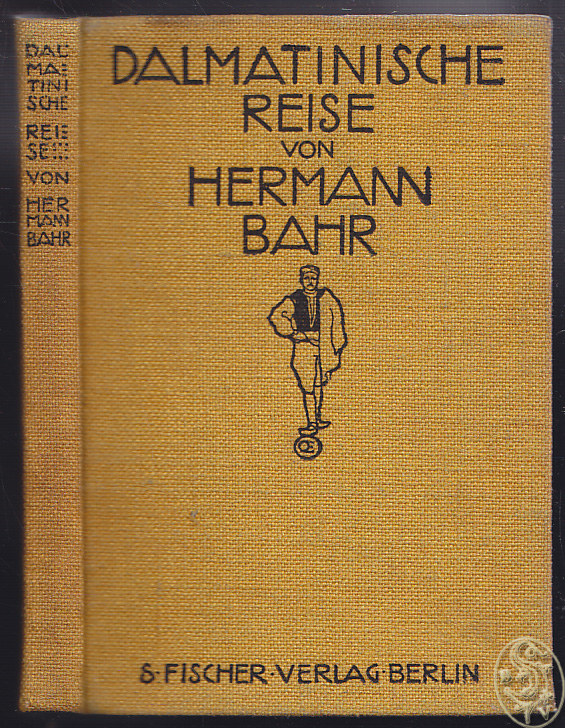 DAL
MA
TINI
SCHE
REI
SE
VON
HER
MANN
BAHR
DALMATINISCHE
REISE
VON
HERMANN
BAHR
S·FISCHER·VERLAG·BERLIN